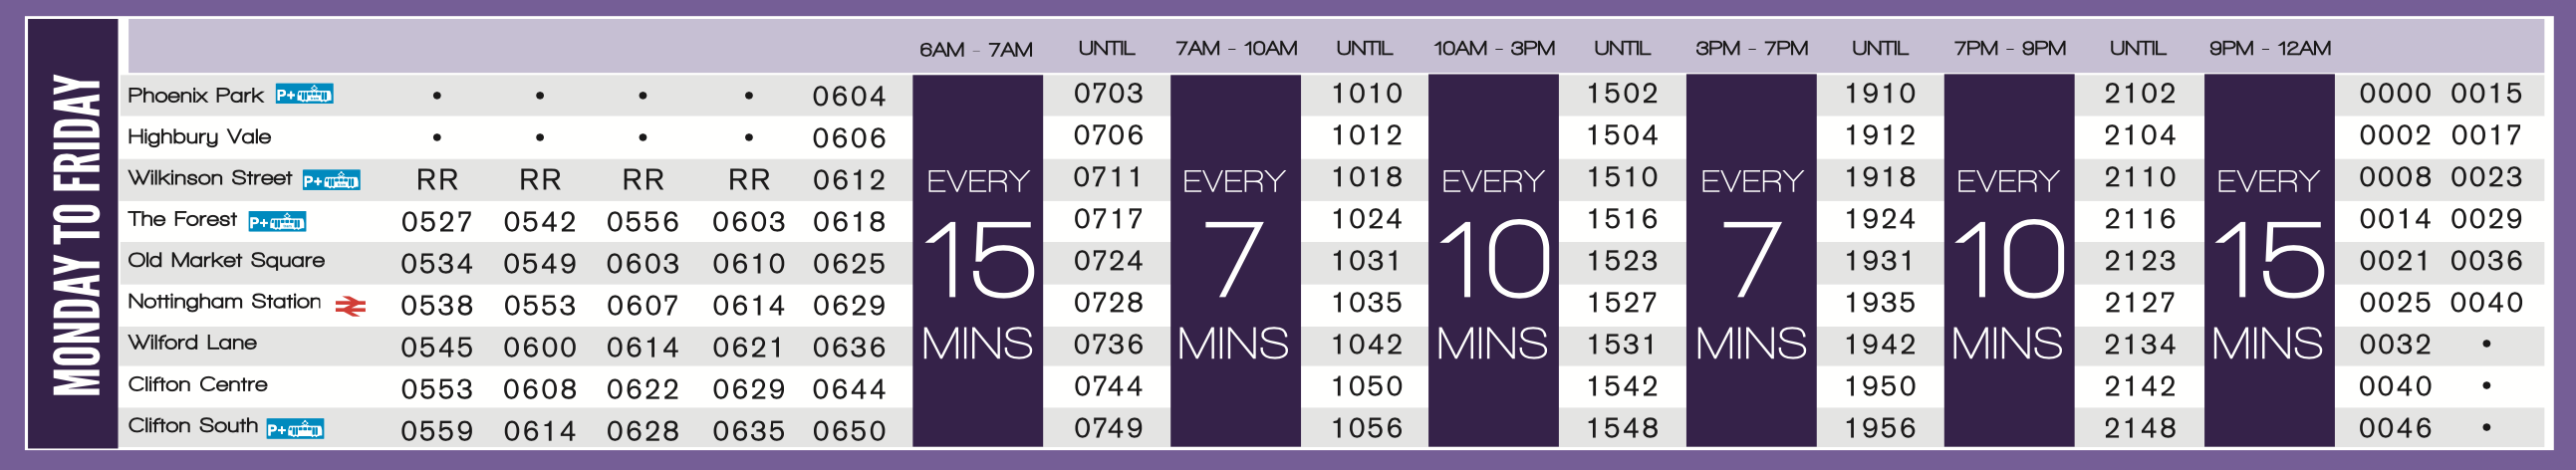 MONDAY TO FRIDAY
6AM - 7AM UNTIL 7AM - 10AM UNTIL 10AM - 3PM UNTIL 3PM - 7PM UNTIL 7PM - 9PM UNTIL 9PM - 12AM
Phoenix Park P+ • • • • 0604 0703 1010 1502 1910 2102 0000 0015
Highbury Vale • • • • 0606 0706 1012 1504 1912 2104 0002 0017
Wilkinson Street P+ RR RR RR RR 0612 EVERY 0711 EVERY 1018 EVERY 1510 EVERY 1918 EVERY 2110 EVERY 0008 0023
The Forest P+ 0527 0542 0556 0603 0618 0717 1024 1516 1924 2116 0014 0029
Old Market Square 0534 0549 0603 0610 0625 15 0724 7 1031 10 1523 7 1931 10 2123 15 0021 0036
Nottingham Station 0538 0553 0607 0614 0629 0728 1035 1527 1935 2127 0025 0040
Wilford Lane 0545 0600 0614 0621 0636 MINS 0736 MINS 1042 MINS 1531 MINS 1942 MINS 2134 MINS 0032 •
Clifton Centre 0553 0608 0622 0629 0644 0744 1050 1542 1950 2142 0040 •
Clifton South P+ 0559 0614 0628 0635 0650 0749 1056 1548 1956 2148 0046 •